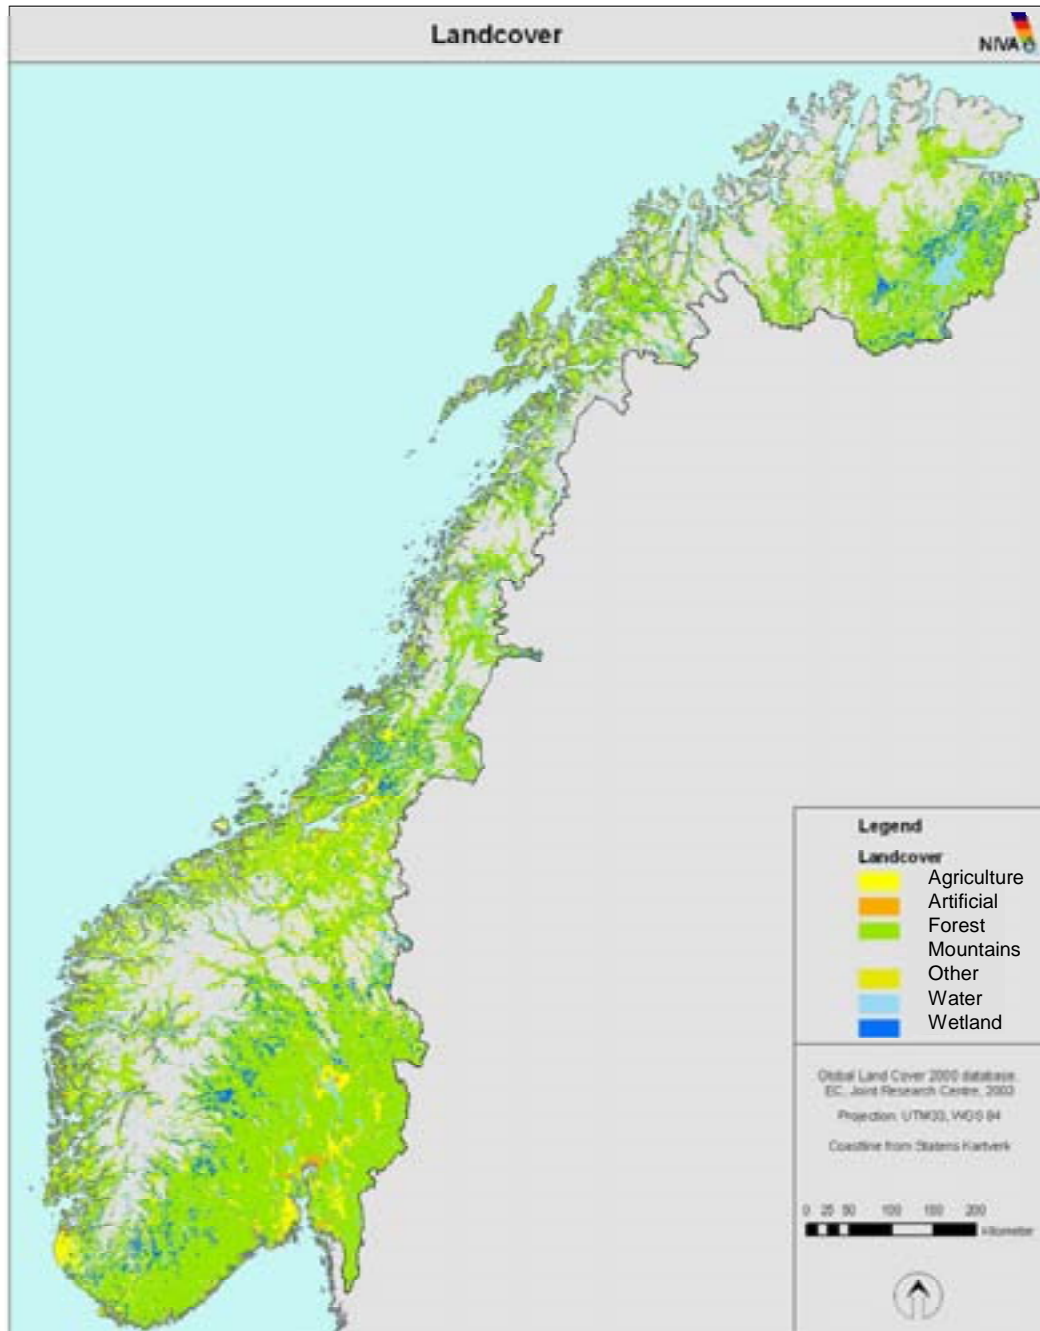 Landcover
NIVA
Legend
Landcover
Agriculture
Artificial
Forest
Mountains
Other
Water
Wetland
Global Land Cover 2000 database.
EC, Joint Research Centre, 2003
Projection: UTM33, WGS 84
Coastline from Statens Kartverk
0 25 50 100 150 200
Kilometer